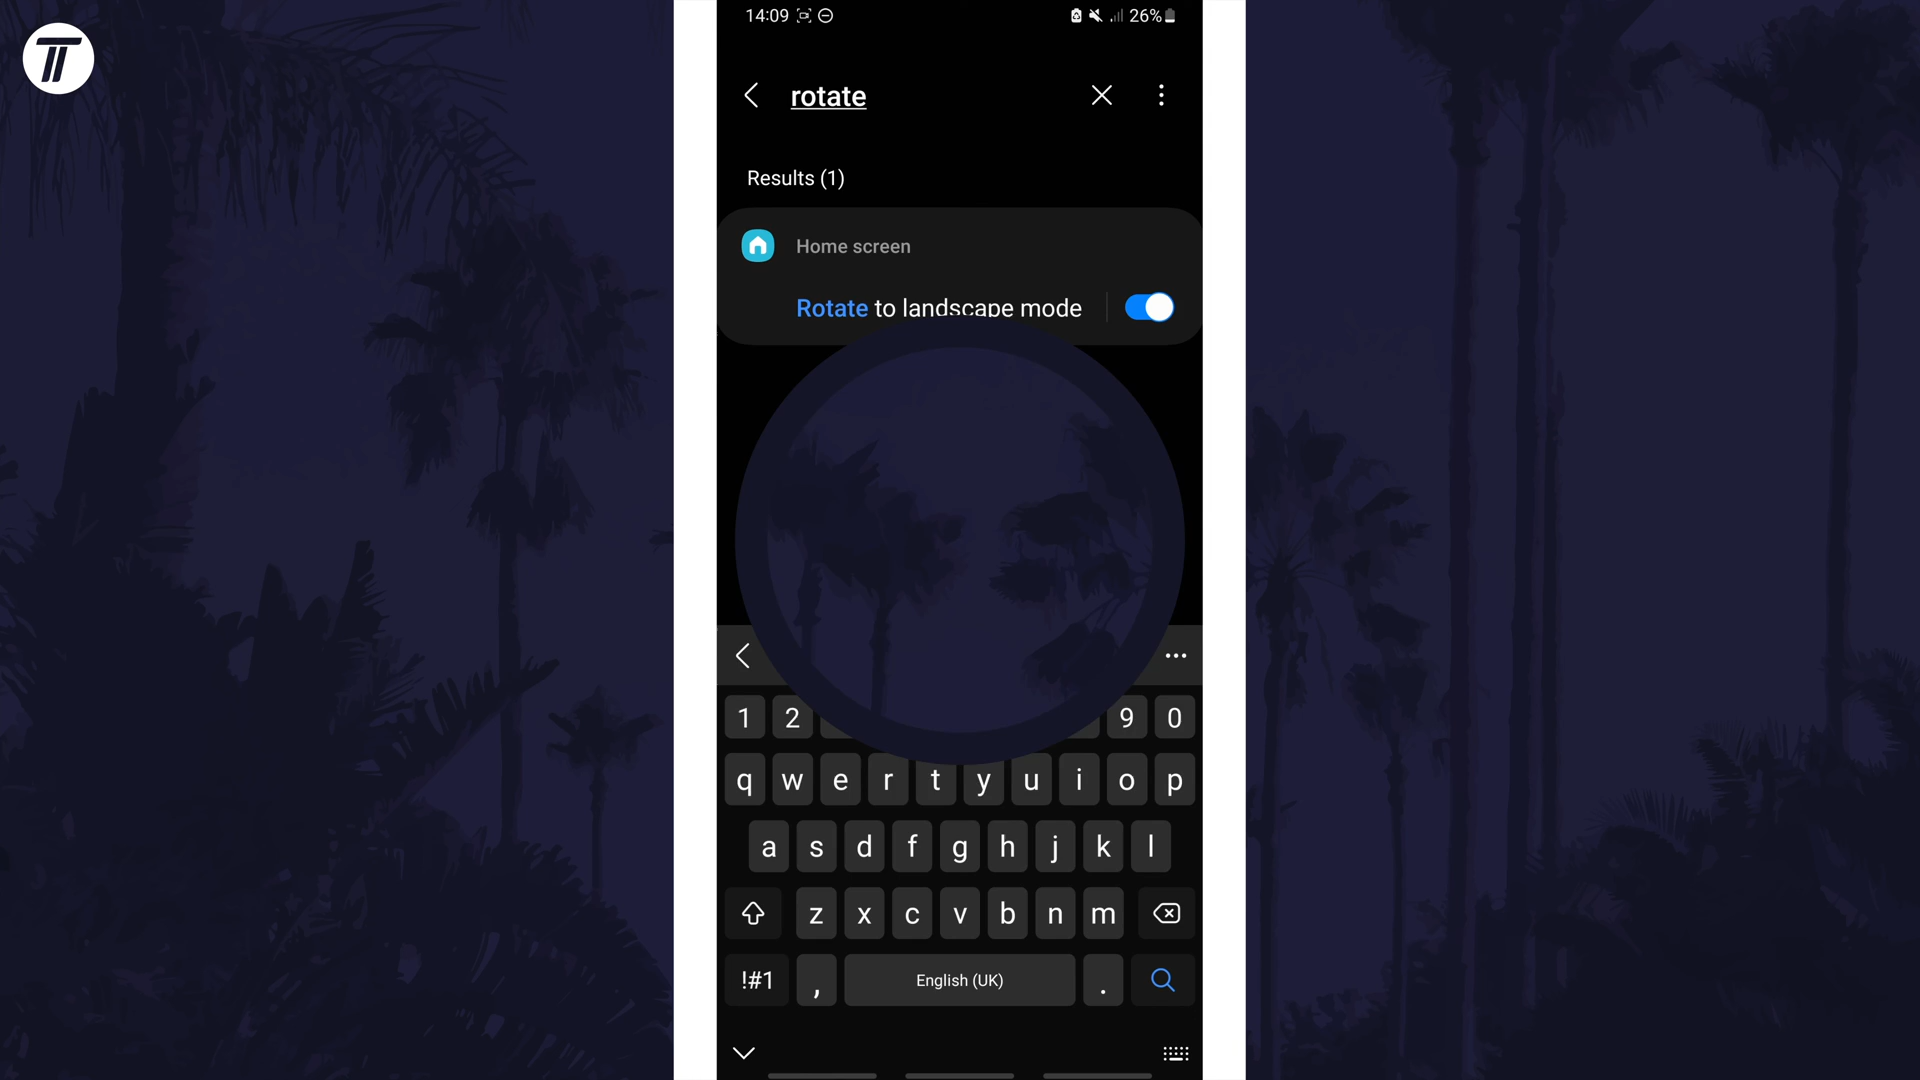 14:09 26%
rotate
Results (1)
Home screen
Rotate to landscape mode
1 2 9 0
q w e r t y u i o p
a s d f g h j k l
z x c v b n m
!#1 , English (UK) .